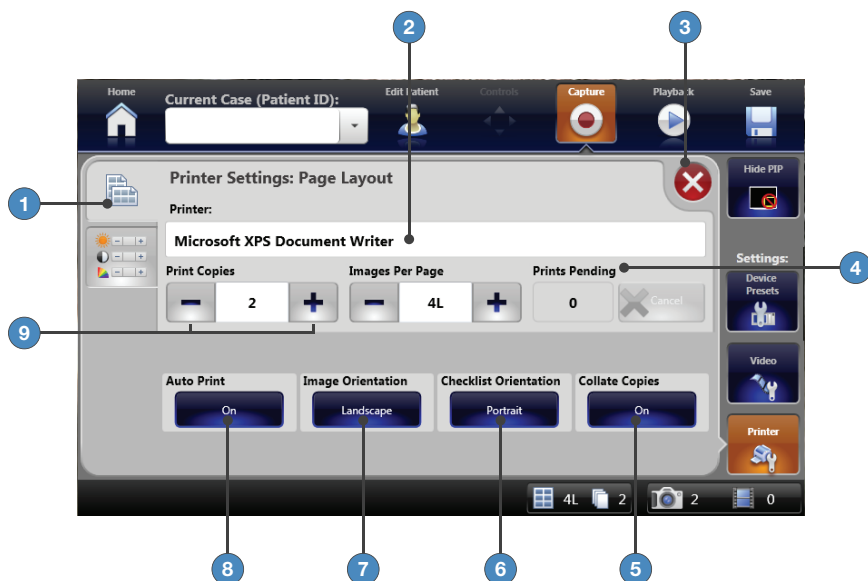 2
3
Home
Current Case (Patient ID):
Edit Patient
Controls
Capture
Playback
Save
1
Printer Settings: Page Layout
Hide PIP
Printer:
Microsoft XPS Document Writer
Settings:
4
Print Copies
Images Per Page
Prints Pending
Device
Presets
2
4L
0
Cancel
9
Video
Auto Print
Image Orientation
Checklist Orientation
Collate Copies
On
Landscape
Portrait
On
Printer
4L
2
2
0
8
7
6
5